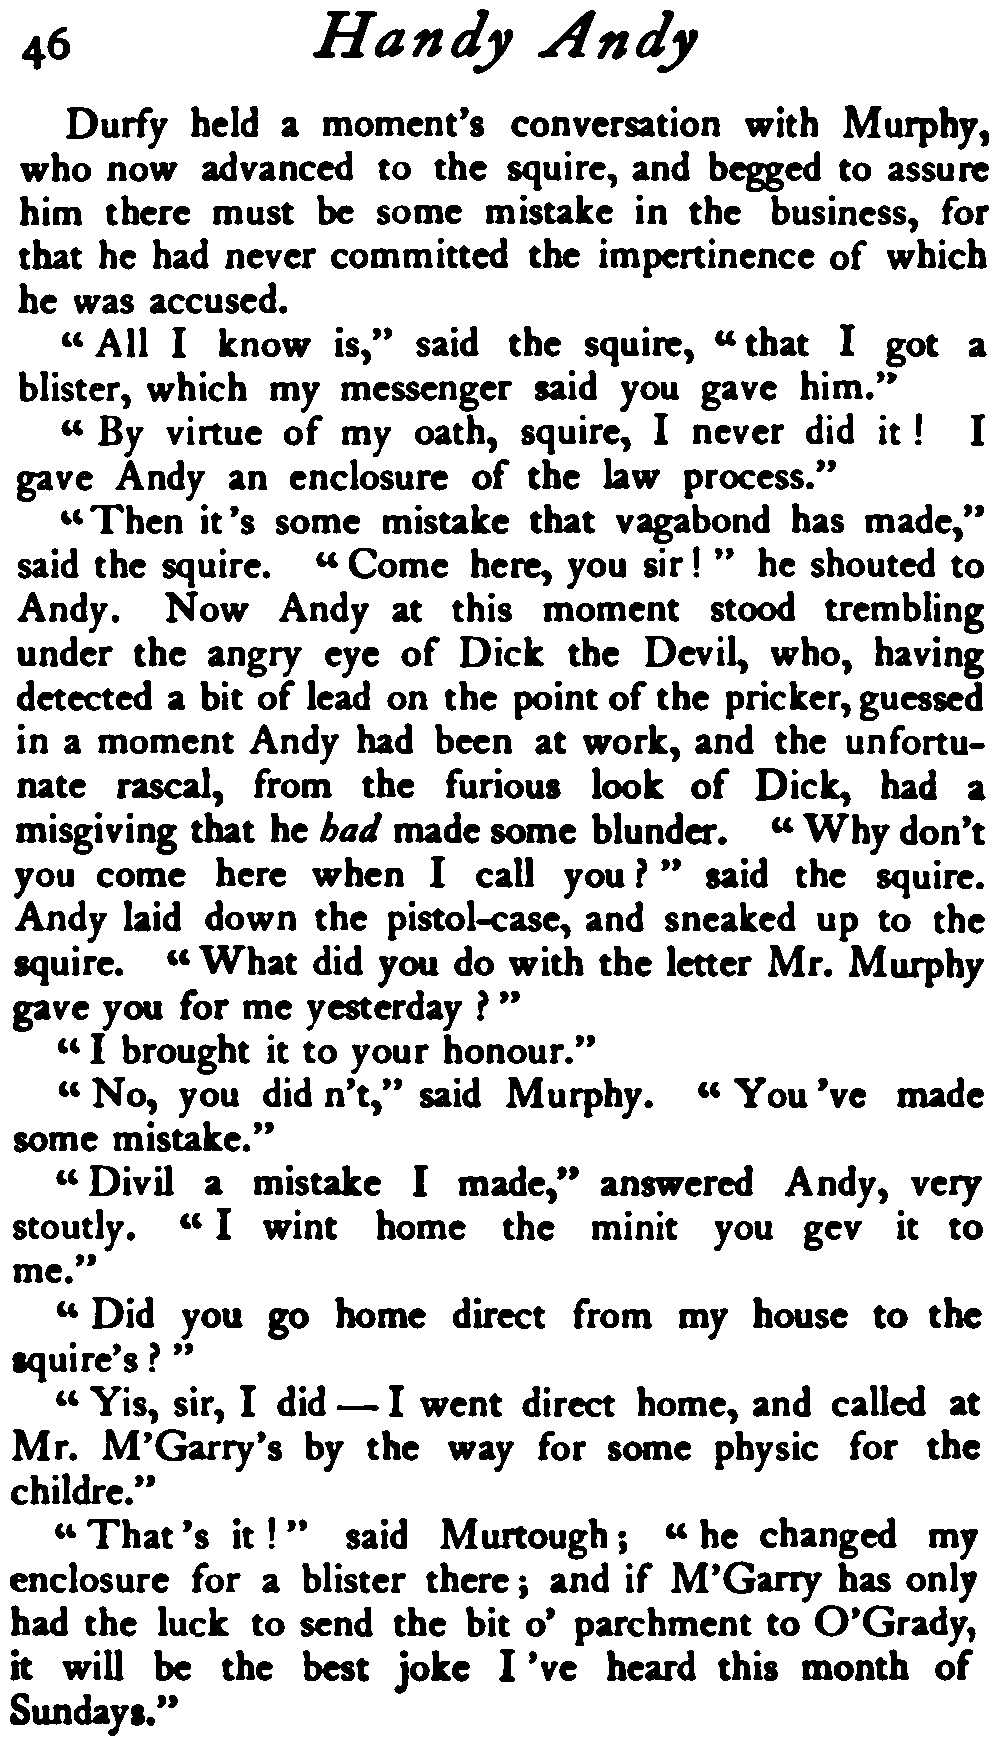 46 Handy Andy
Durfy held a moment's conversation with Murphy,
who now advanced to the squire, and begged to assure
him there must be some mistake in the business, for
that he had never committed the impertinence of which
he was accused.
“ All I know is,” said the squire, “ that I got a
blister, which my messenger said you gave him.”
“ By virtue of my oath, squire, I never did it ! I
gave Andy an enclosure of the law process.”
“ Then it 's some mistake that vagabond has made,”
said the squire. “ Come here, you sir ! ” he shouted to
Andy. Now Andy at this moment stood trembling
under the angry eye of Dick the Devil, who, having
detected a bit of lead on the point of the pricker, guessed
in a moment Andy had been at work, and the unfortu-
nate rascal, from the furious look of Dick, had a
misgiving that he had made some blunder. “ Why don't
you come here when I call you ? ” said the squire.
Andy laid down the pistol-case, and sneaked up to the
squire. “ What did you do with the letter Mr. Murphy
gave you for me yesterday ? ”
“ I brought it to your honour.”
“ No, you did n't,” said Murphy. “ You 've made
some mistake.”
“ Divil a mistake I made,” answered Andy, very
stoutly. “ I wint home the minit you gev it to
me.”
“ Did you go home direct from my house to the
squire's ? ”
“ Yis, sir, I did — I went direct home, and called at
Mr. M'Garry's by the way for some physic for the
childre.”
“ That 's it ! ” said Murtough ; “ he changed my
enclosure for a blister there ; and if M'Garry has only
had the luck to send the bit o' parchment to O'Grady,
it will be the best joke I 've heard this month of
Sundays.”